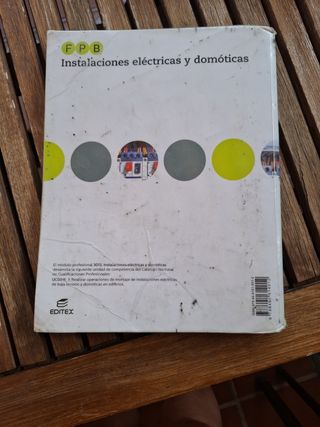 FPB
Instalaciones eléctricas y domóticas
El módulo profesional 3013. Instalaciones eléctricas y domóticas
desarrolla la siguiente unidad de competencia del Catálogo Nacional
de Cualificaciones Profesionales:
UC0816_1 Realizar operaciones de montaje de instalaciones eléctricas
de baja tensión y domóticas en edificios.
EDITEX